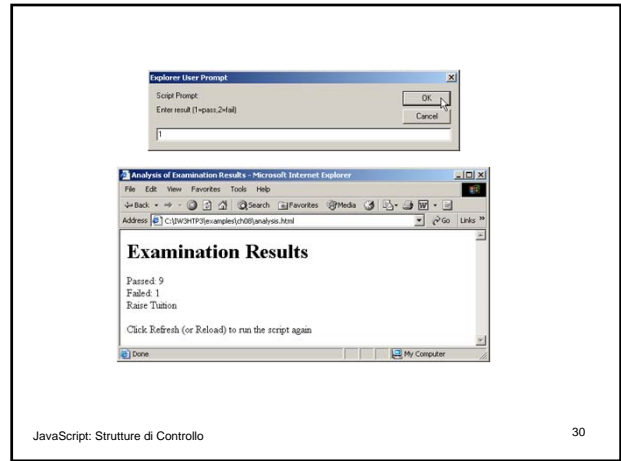 Explorer User Prompt
Script Prompt:
OK
Enter result (1=pass,2=fail)
Cancel
1
Analysis of Examination Results - Microsoft Internet Explorer
File Edit View Favorites Tools Help
Back Search Favorites Media
Address C:\IW3HTP3\examples\ch08\analysis.html Go Links »
Examination Results
Passed: 9
Failed: 1
Raise Tuition
Click Refresh (or Reload) to run the script again
Done My Computer
JavaScript: Strutture di Controllo 30